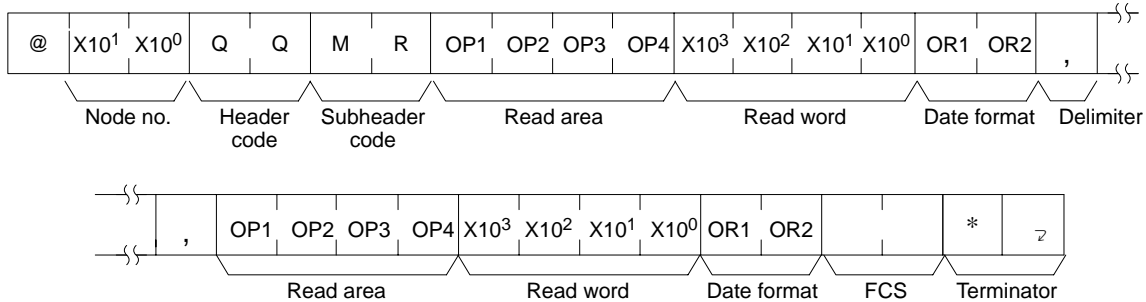 @ X10¹ X10⁰ Q Q M R OP1 OP2 OP3 OP4 X10³ X10² X10¹ X10⁰ OR1 OR2 ,
Node no. Header code Subheader code Read area Read word Date format Delimiter
, OP1 OP2 OP3 OP4 X10³ X10² X10¹ X10⁰ OR1 OR2 *
Read area Read word Date format FCS Terminator